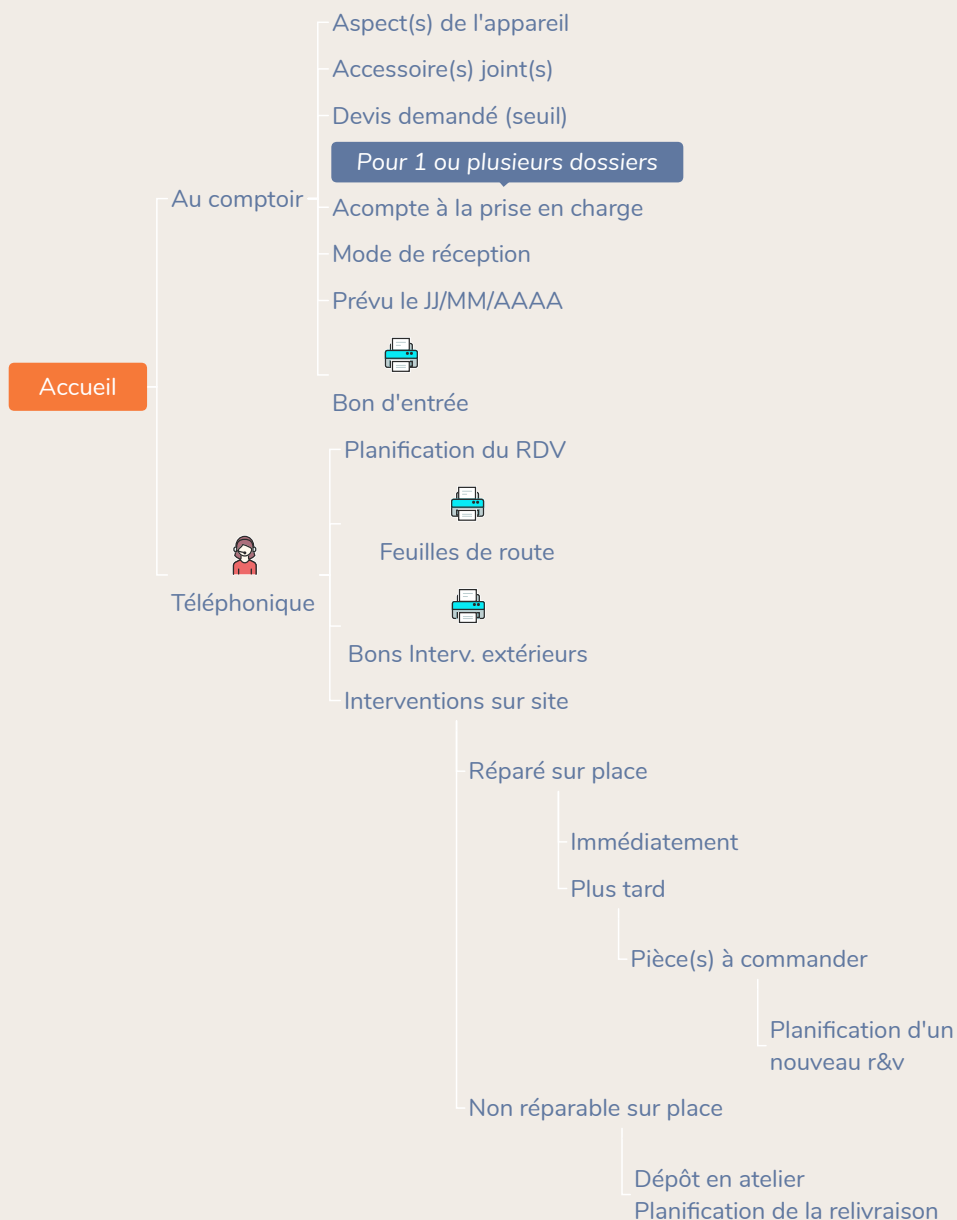 Aspect(s) de l'appareil
Accessoire(s) joint(s)
Devis demandé (seuil)
Pour 1 ou plusieurs dossiers
Au comptoir
Acompte à la prise en charge
Mode de réception
Prévu le JJ/MM/AAAA
Accueil
Bon d'entrée
Planification du RDV
Feuilles de route
Téléphonique
Bons Interv. extérieurs
Interventions sur site
Réparé sur place
Immédiatement
Plus tard
Pièce(s) à commander
Planification d'un
nouveau r&v
Non réparable sur place
Dépôt en atelier
Planification de la relivraison